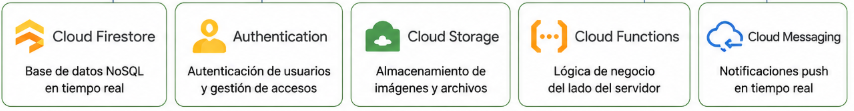 Cloud Firestore
Base de datos NoSQL
en tiempo real
Authentication
Autenticación de usuarios
y gestión de accesos
Cloud Storage
Almacenamiento de
imágenes y archivos
Cloud Functions
Lógica de negocio
del lado del servidor
Cloud Messaging
Notificaciones push
en tiempo real